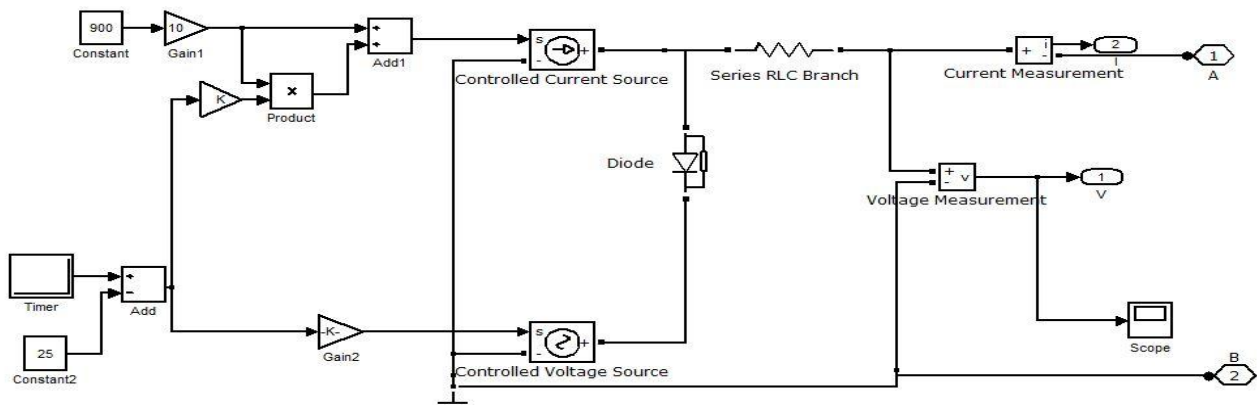 900
Constant
10
Gain1
Add1
K
×
Product
s
+
-
Controlled Current Source
Series RLC Branch
+
i
-
Current Measurement
2
I
1
A
Diode
+
-
v
Voltage Measurement
1
V
Timer
+
-
Add
25
Constant2
-K-
Gain2
s
+
-
Controlled Voltage Source
Scope
B
2